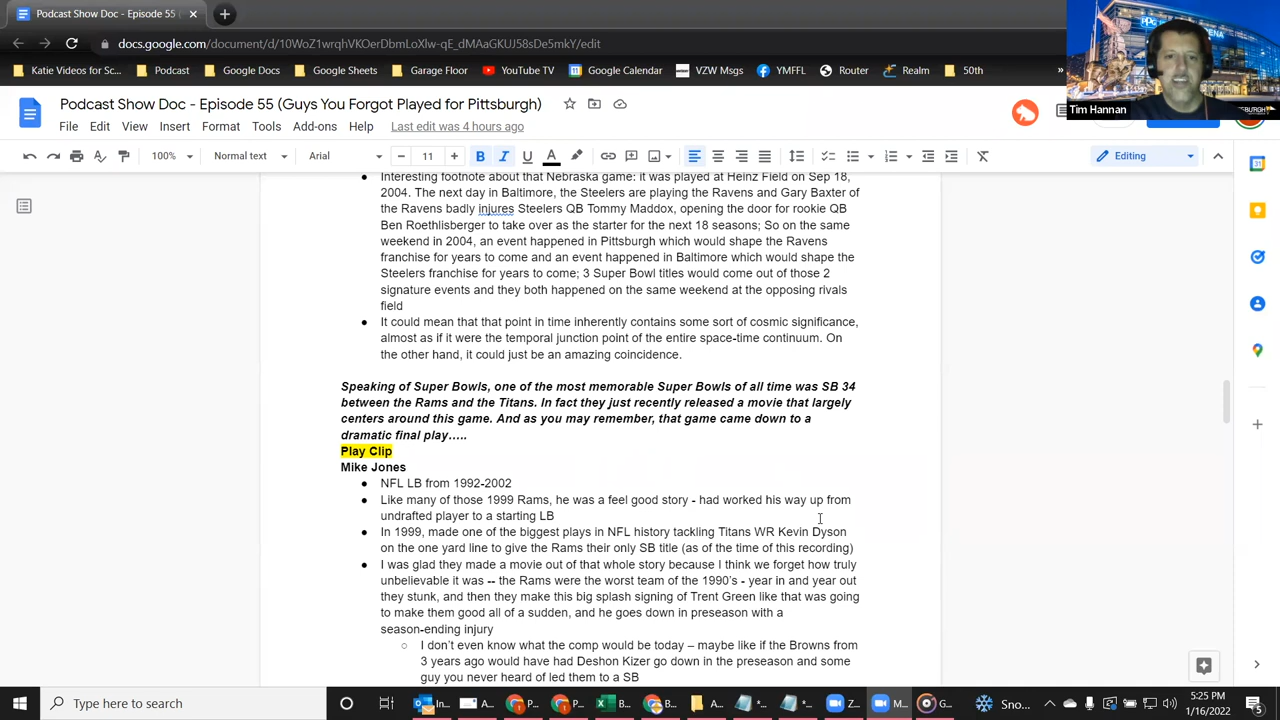 Podcast Show Doc - Episode 55 (
docs.google.com/document/d/10WoZ1wrqhVKOerDbmLoXlw-qE_dMAaGKUJ58sDe5mkY/edit
Katie Videos for Sc...
Podcast
Google Docs
Google Sheets
Garage Floor
YouTube TV
Google Calendar
VZW Msgs
YMFFL
Router
Realm
50th
»
PPG
Tim Hannan
Podcast Show Doc - Episode 55 (Guys You Forgot Played for Pittsburgh)
File Edit View Insert Format Tools Add-ons Help Last edit was 4 hours ago
100% Normal text Arial 11 B I U A Editing
Interesting footnote about that Nebraska game: it was played at Heinz Field on Sep 18,
2004. The next day in Baltimore, the Steelers are playing the Ravens and Gary Baxter of
the Ravens badly injures Steelers QB Tommy Maddox, opening the door for rookie QB
Ben Roethlisberger to take over as the starter for the next 18 seasons; So on the same
weekend in 2004, an event happened in Pittsburgh which would shape the Ravens
franchise for years to come and an event happened in Baltimore which would shape the
Steelers franchise for years to come; 3 Super Bowl titles would come out of those 2
signature events and they both happened on the same weekend at the opposing rivals
field
It could mean that that point in time inherently contains some sort of cosmic significance,
almost as if it were the temporal junction point of the entire space-time continuum. On
the other hand, it could just be an amazing coincidence.
Speaking of Super Bowls, one of the most memorable Super Bowls of all time was SB 34
between the Rams and the Titans. In fact they just recently released a movie that largely
centers around this game. And as you may remember, that game came down to a
dramatic final play…..
Play Clip
Mike Jones
NFL LB from 1992-2002
Like many of those 1999 Rams, he was a feel good story - had worked his way up from
undrafted player to a starting LB
In 1999, made one of the biggest plays in NFL history tackling Titans WR Kevin Dyson
on the one yard line to give the Rams their only SB title (as of the time of this recording)
I was glad they made a movie out of that whole story because I think we forget how truly
unbelievable it was -- the Rams were the worst team of the 1990's - year in and year out
they stunk, and then they make this big splash signing of Trent Green like that was going
to make them good all of a sudden, and he goes down in preseason with a
season-ending injury
I don't even know what the comp would be today – maybe like if the Browns from
3 years ago would have had Deshon Kizer go down in the preseason and some
guy you never heard of led them to a SB
Type here to search
Sno...
5:25 PM
1/16/2022
5